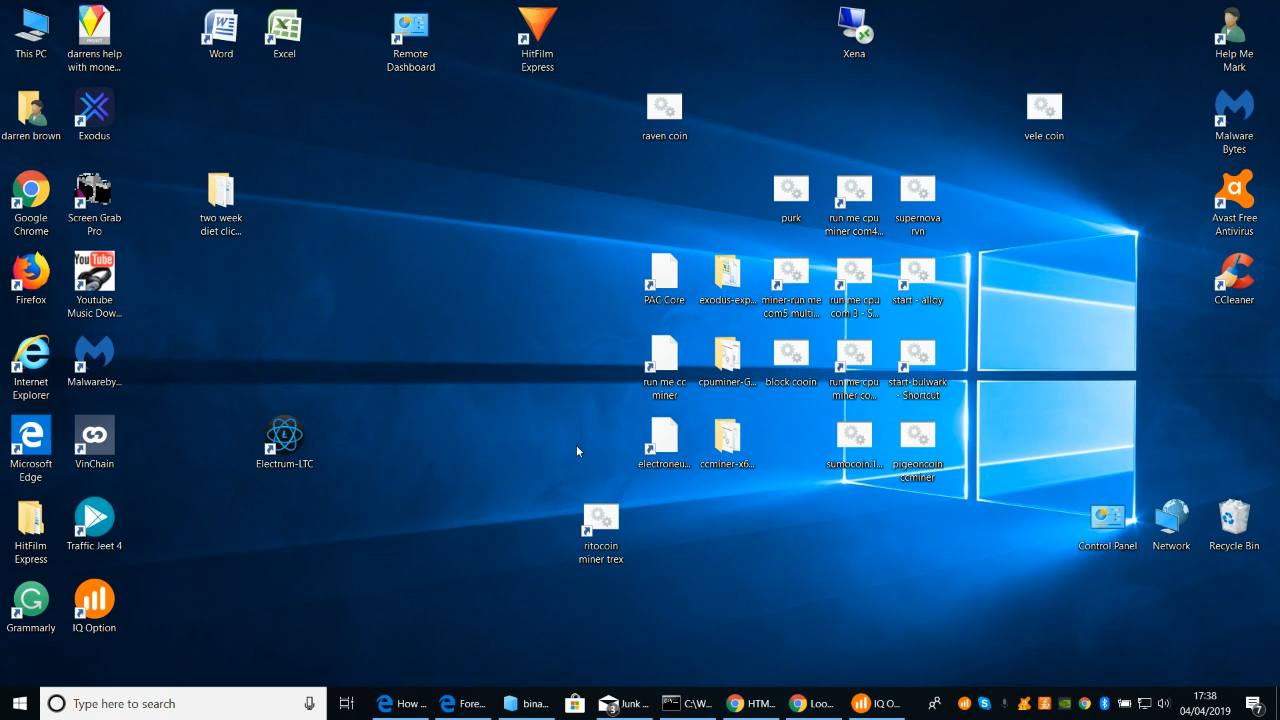 This PC
darrens help
with mone...
Word
Excel
Remote
Dashboard
HitFilm
Express
Xena
Help Me
Mark
darren brown
Exodus
raven coin
vele coin
Malware
Bytes
Google
Chrome
Screen Grab
Pro
two week
diet clic...
purk
run me cpu
miner com4...
supernova
rvn
Avast Free
Antivirus
Firefox
You Tube
Youtube
Music Dow...
PAC Core
exodus-exp...
miner-run me
com5 multi...
run me cpu
com 3 - S...
start - alloy
CCleaner
Internet
Explorer
Malwareby...
run me cc
miner
cpuminer-G...
block cooin
run me cpu
miner co...
start-bulwark
- Shortcut
Microsoft
Edge
VinChain
Electrum-LTC
electroneu...
ccminer-x6...
sumocoin.1...
pigeoncoin
ccminer
HitFilm
Express
Traffic Jeet 4
ritocoin
miner trex
Control Panel
Network
Recycle Bin
Grammarly
IQ Option
Type here to search
How ...
Fore...
bina...
3
Junk ...
C:\W...
HTM...
Loo...
IQ O...
17:38
04/04/2019
7